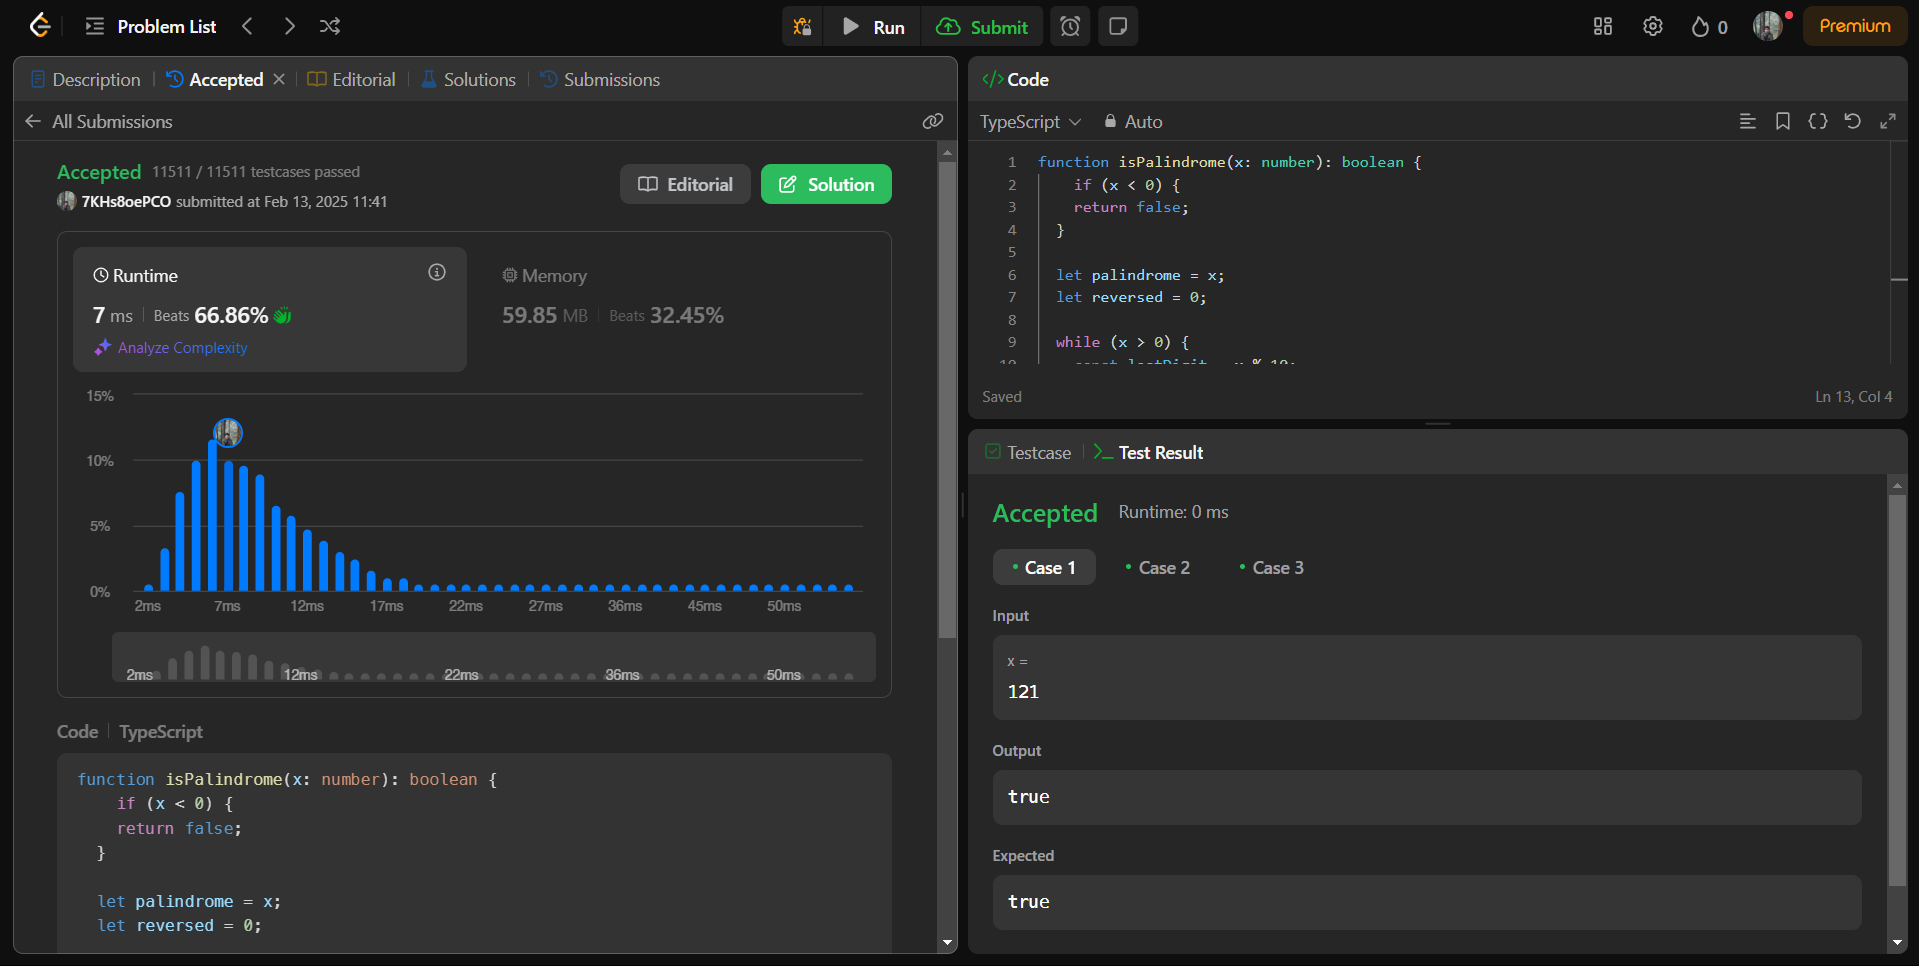 Problem List
Run
Submit
0
Premium
Description
Accepted
Editorial
Solutions
Submissions
All Submissions
Accepted 11511 / 11511 testcases passed
7KHs8oePCO submitted at Feb 13, 2025 11:41
Editorial
Solution
Runtime
7 ms Beats 66.86%
Analyze Complexity
Memory
59.85 MB Beats 32.45%
15%
10%
5%
0%
2ms 7ms 12ms 17ms 22ms 27ms 36ms 45ms 50ms
2ms 12ms 22ms 36ms 50ms
Code TypeScript
function isPalindrome(x: number): boolean {
if (x < 0) {
return false;
}
let palindrome = x;
let reversed = 0;
Code
TypeScript Auto
1 function isPalindrome(x: number): boolean {
2 if (x < 0) {
3 return false;
4 }
5
6 let palindrome = x;
7 let reversed = 0;
8
9 while (x > 0) {
10 const lastDigit = x % 10;
Saved
Ln 13, Col 4
Testcase
>_ Test Result
Accepted Runtime: 0 ms
Case 1 Case 2 Case 3
Input
x =
121
Output
true
Expected
true